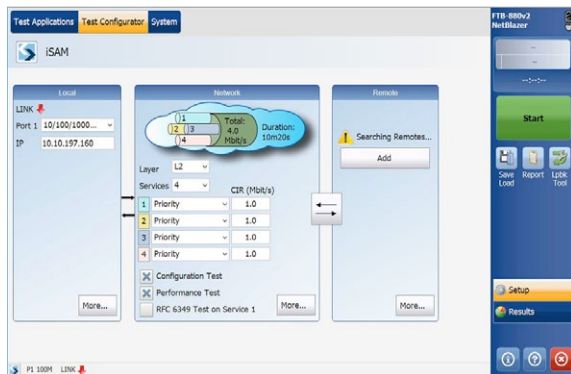 Test Applications Test Configurator System
FTB-880v2
NetBlazer
iSAM
--
--
--:--:--
Start
Save Load
Report
Lpbk Tool
Setup
Results
Local
LINK
Port 1 10/100/1000...
IP 10.10.197.160
More...
Network
1
2 3
4
Total:
4.0
Mbit/s
Duration:
10m20s
Layer L2
Services 4
CIR (Mbit/s)
1 Priority 1.0
2 Priority 1.0
3 Priority 1.0
4 Priority 1.0
Configuration Test
Performance Test
RFC 6349 Test on Service 1
More...
Remote
Searching Remotes...
Add
More...
P1 100M LINK